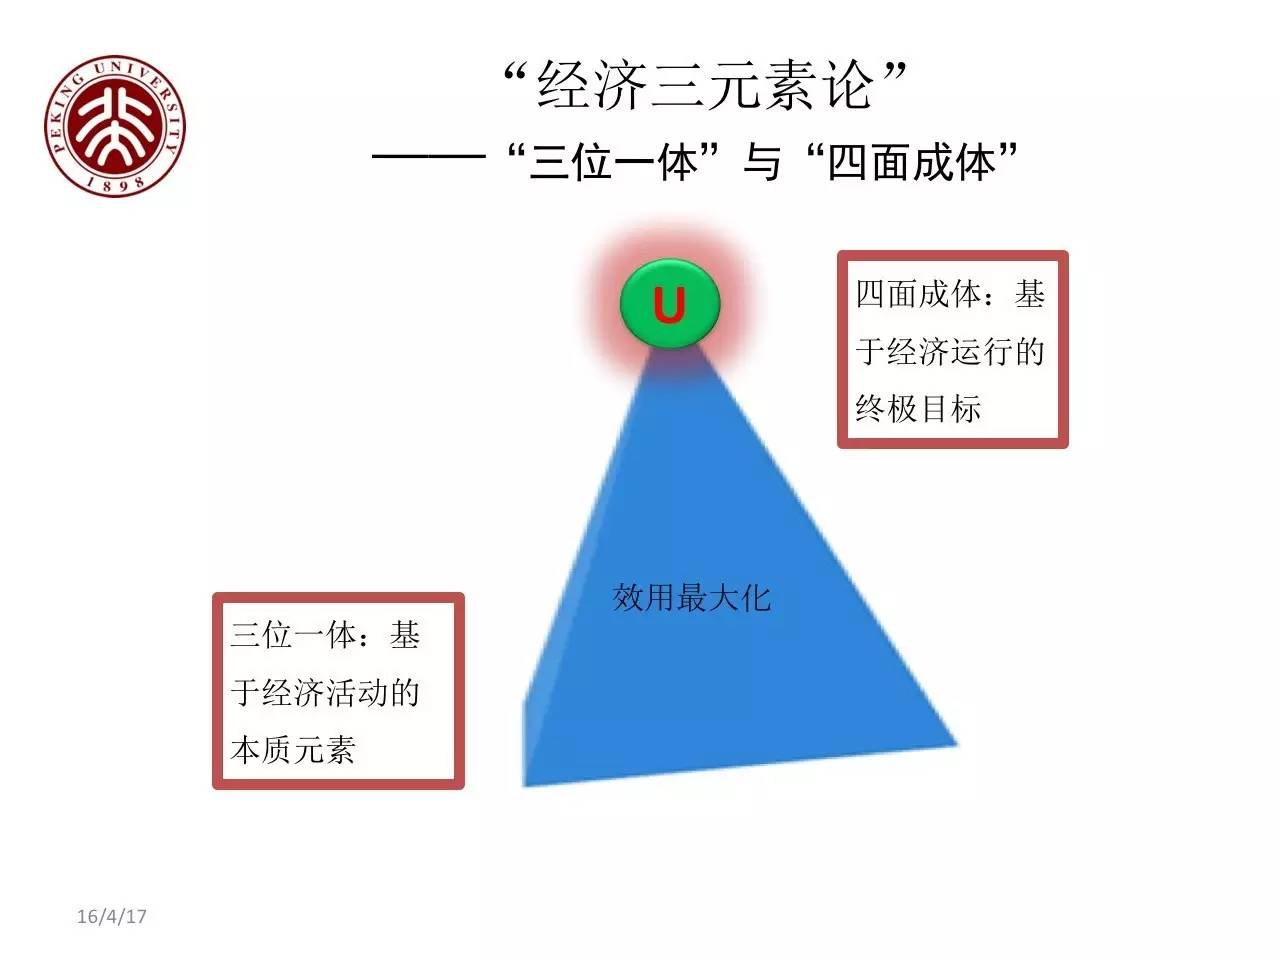 PEKING UNIVERSITY
1898
“经济三元素论”
——“三位一体”与“四面成体”
U
四面成体：基
于经济运行的
终极目标
效用最大化
三位一体：基
于经济活动的
本质元素
16/4/17